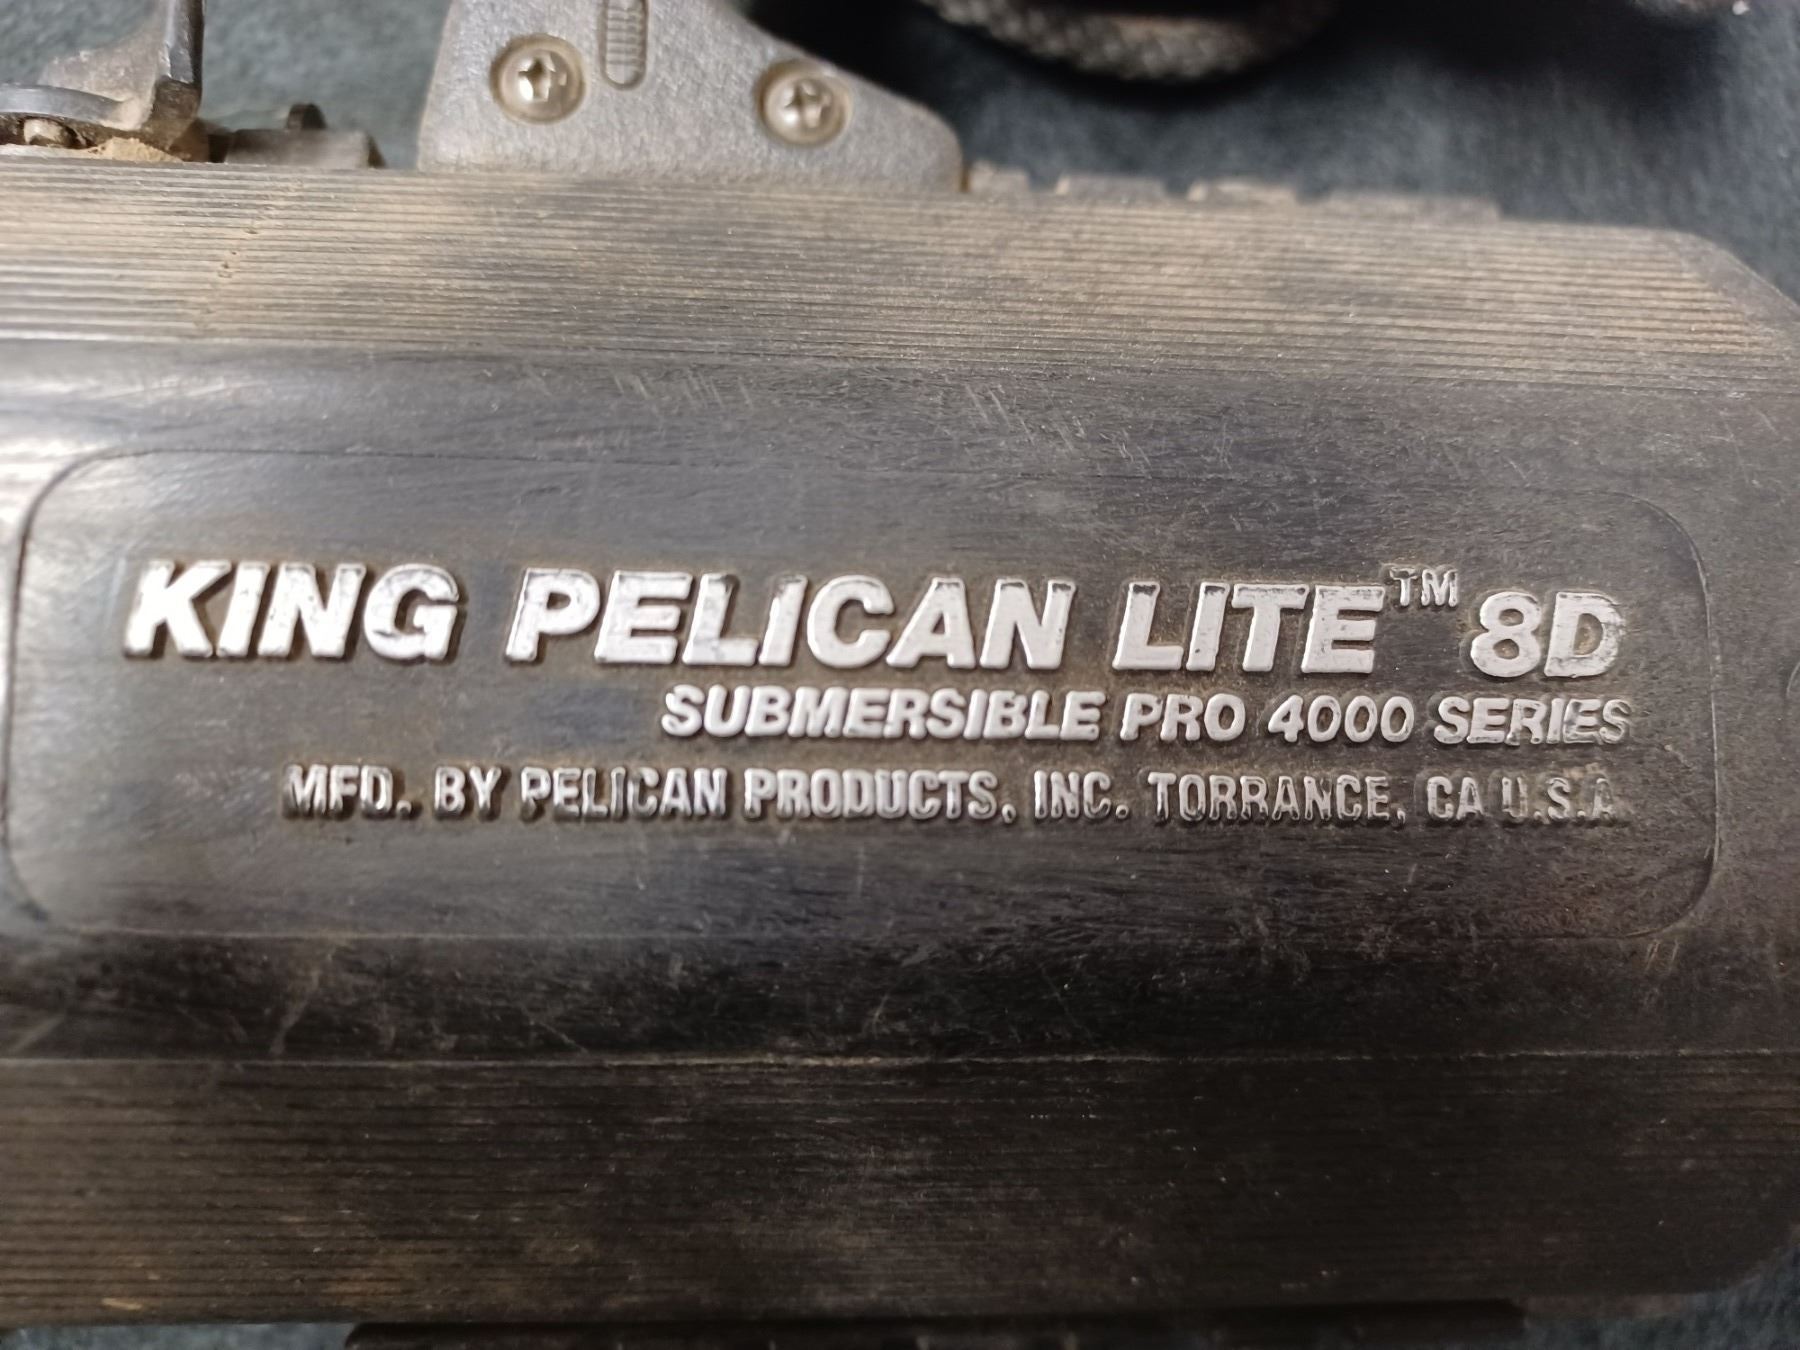 KING PELICAN LITE™ 8D
SUBMERSIBLE PRO 4000 SERIES
MFD. BY PELICAN PRODUCTS, INC. TORRANCE, CA U.S.A.